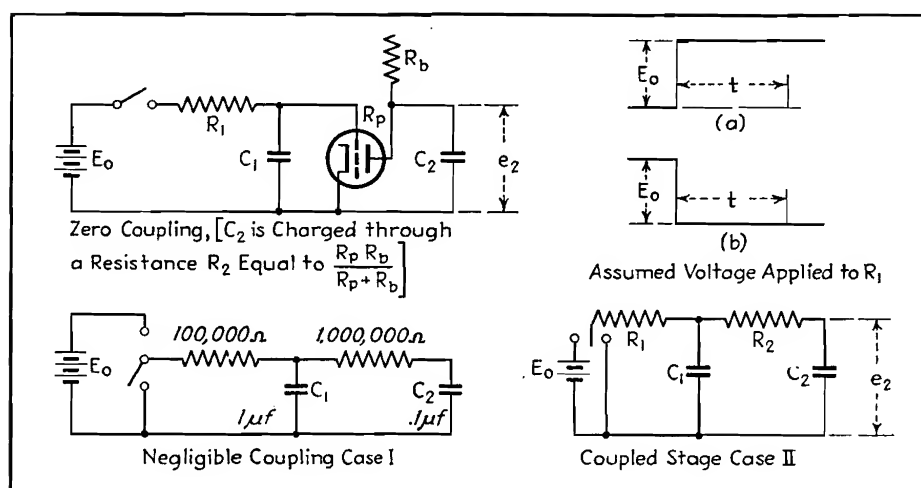 R_b
R_1
R_p
E_o
C_1
C_2
e_2
Zero Coupling, [C_2 is Charged through
a Resistance R_2 Equal to R_p R_b / R_p + R_b]
E_o
t
(a)
E_o
t
(b)
Assumed Voltage Applied to R_1
100,000Ω
1,000,000Ω
E_o
C_1
C_2
1μf
.1μf
Negligible Coupling Case I
R_1
R_2
E_o
C_1
C_2
e_2
Coupled Stage Case II